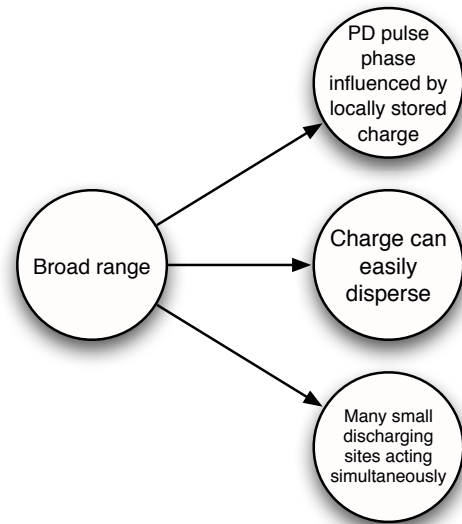 PD pulse
phase
influenced by
locally stored
charge
Broad range
Charge can
easily
disperse
Many small
discharging
sites acting
simultaneously